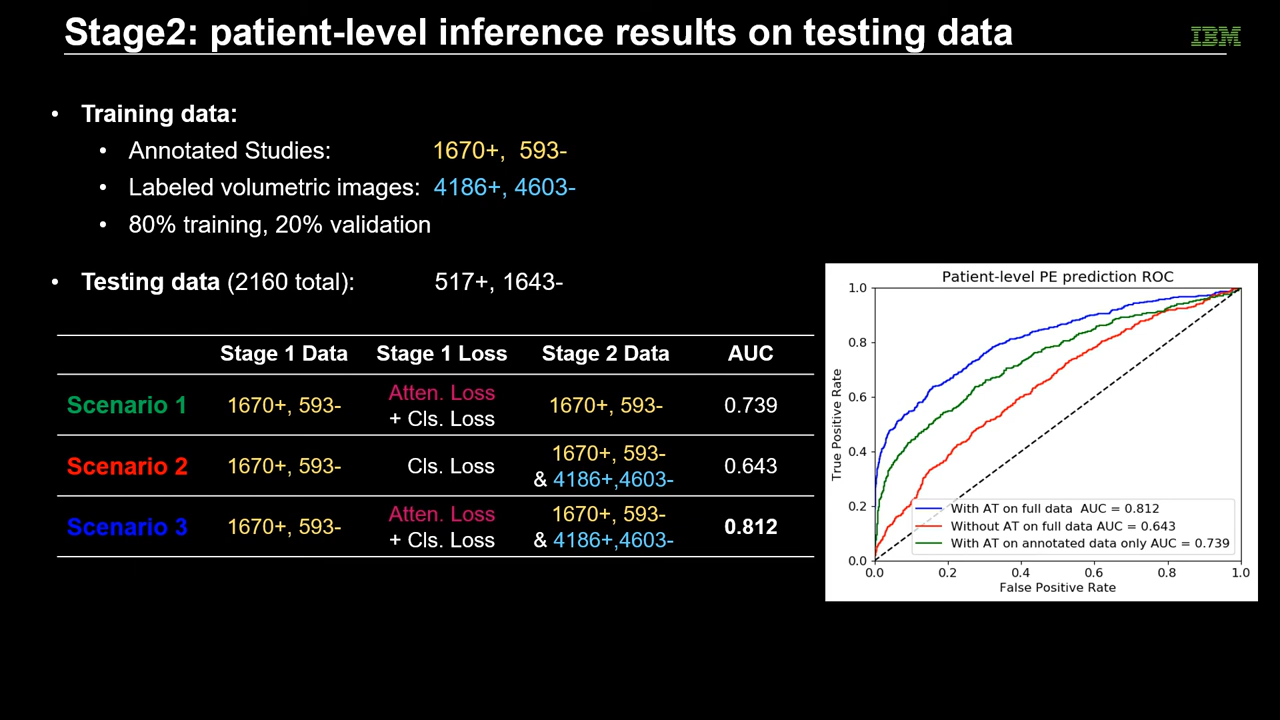 Stage2: patient-level inference results on testing data
IBM
• Training data:
• Annotated Studies: 1670+, 593-
• Labeled volumetric images: 4186+, 4603-
• 80% training, 20% validation
• Testing data (2160 total): 517+, 1643-
Stage 1 Data Stage 1 Loss Stage 2 Data AUC
Scenario 1 1670+, 593- Atten. Loss + Cls. Loss 1670+, 593- 0.739
Scenario 2 1670+, 593- Cls. Loss 1670+, 593- & 4186+,4603- 0.643
Scenario 3 1670+, 593- Atten. Loss + Cls. Loss 1670+, 593- & 4186+,4603- 0.812
Patient-level PE prediction ROC
True Positive Rate
1.0
0.8
0.6
0.4
0.2
0.0
With AT on full data AUC = 0.812
Without AT on full data AUC = 0.643
With AT on annotated data only AUC = 0.739
0.0 0.2 0.4 0.6 0.8 1.0
False Positive Rate